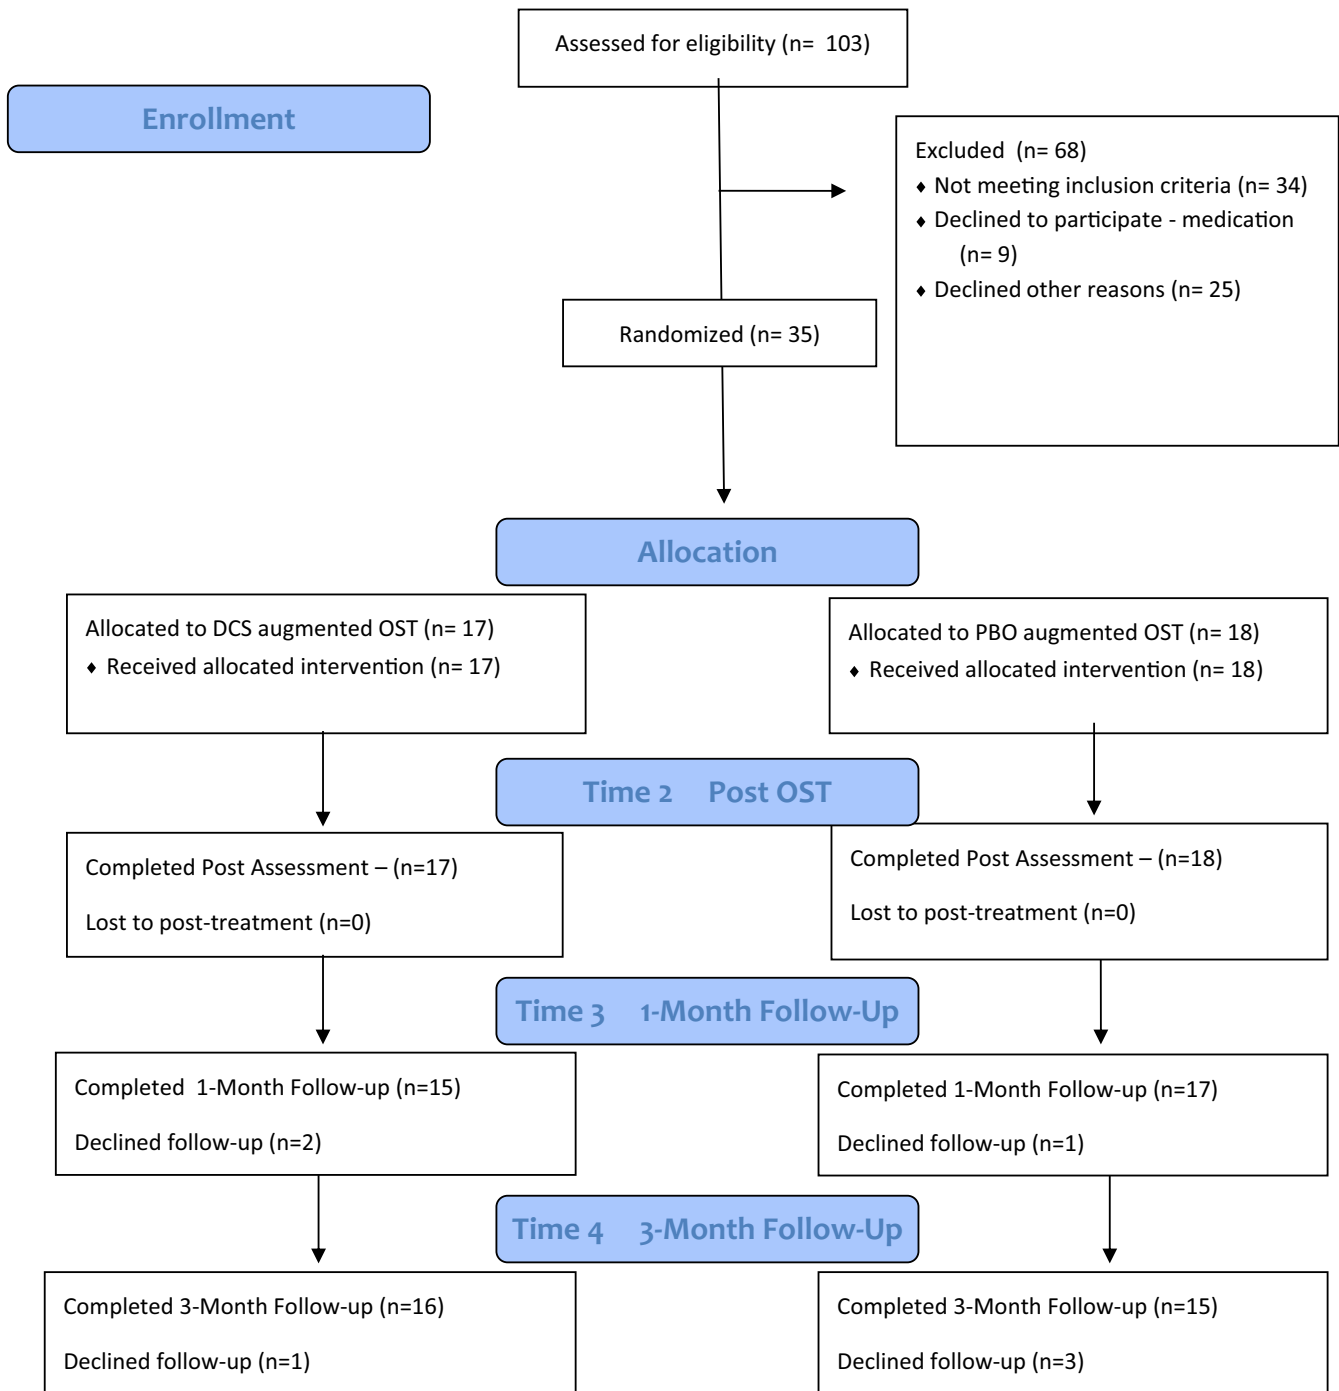 Assessed for eligibility (n= 103)
Enrollment
Excluded (n= 68)
♦ Not meeting inclusion criteria (n= 34)
♦ Declined to participate - medication
(n= 9)
♦ Declined other reasons (n= 25)
Randomized (n= 35)
Allocation
Allocated to DCS augmented OST (n= 17)
♦ Received allocated intervention (n= 17)
Allocated to PBO augmented OST (n= 18)
♦ Received allocated intervention (n= 18)
Time 2 Post OST
Completed Post Assessment – (n=17)
Lost to post-treatment (n=0)
Completed Post Assessment – (n=18)
Lost to post-treatment (n=0)
Time 3 1-Month Follow-Up
Completed 1-Month Follow-up (n=15)
Declined follow-up (n=2)
Completed 1-Month Follow-up (n=17)
Declined follow-up (n=1)
Time 4 3-Month Follow-Up
Completed 3-Month Follow-up (n=16)
Declined follow-up (n=1)
Completed 3-Month Follow-up (n=15)
Declined follow-up (n=3)